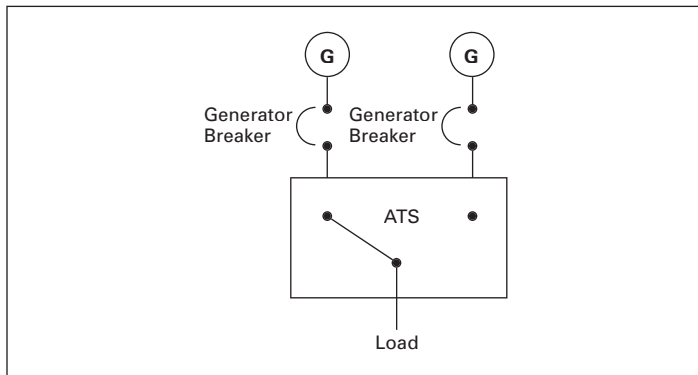 G
G
Generator
Breaker
Generator
Breaker
ATS
Load